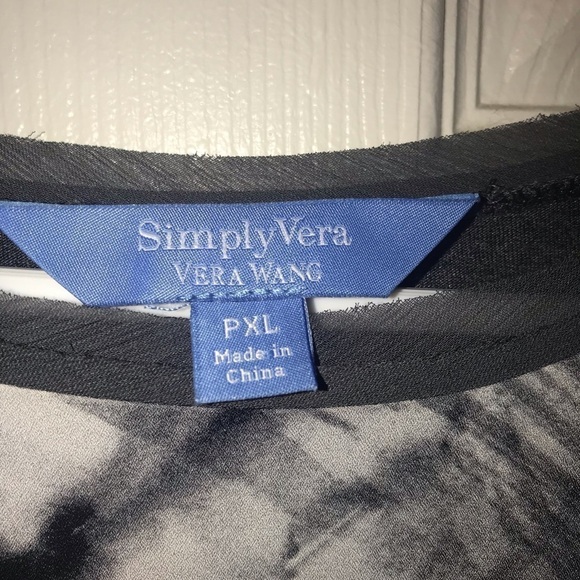 SimplyVera
VERA WANG
PXL
Made in
China